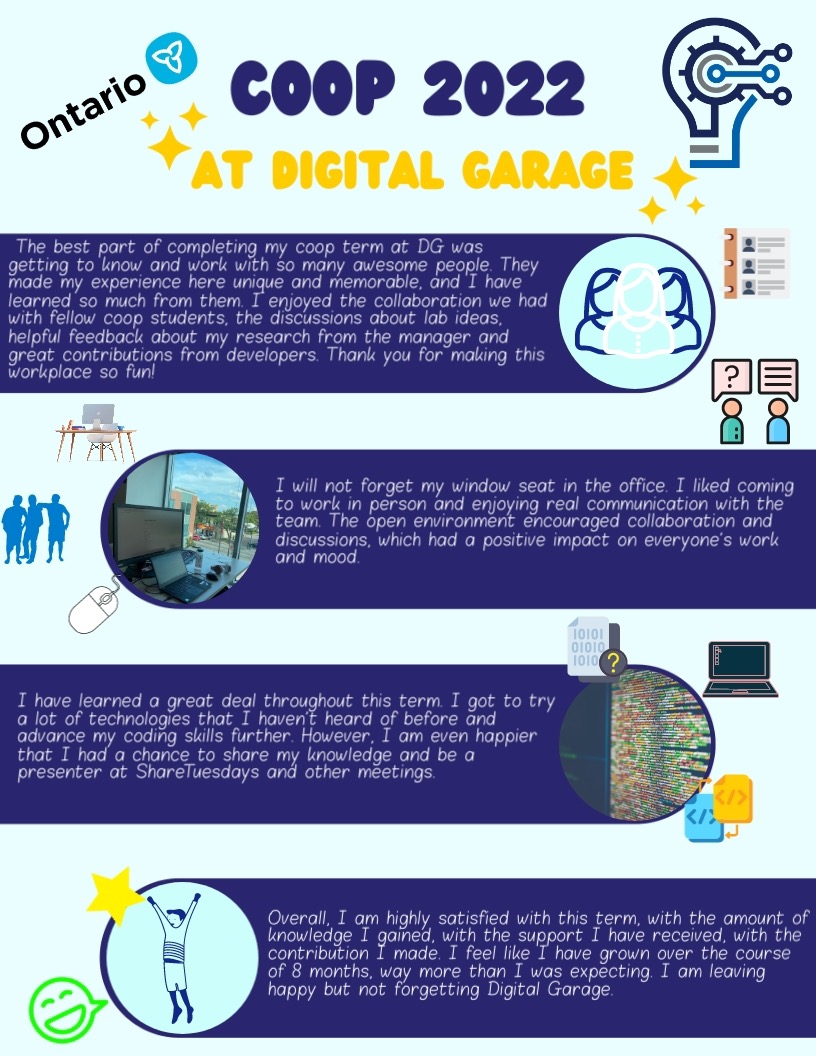 Ontario
COOP 2022
AT DIGITAL GARAGE
The best part of completing my coop term at DG was
getting to know and work with so many awesome people. They
made my experience here unique and memorable, and I have
learned so much from them. I enjoyed the collaboration we had
with fellow coop students, the discussions about lab ideas,
helpful feedback about my research from the manager and
great contributions from developers. Thank you for making this
workplace so fun!
?
I will not forget my window seat in the office. I liked coming
to work in person and enjoying real communication with the
team. The open environment encouraged collaboration and
discussions, which had a positive impact on everyone's work
and mood.
10101
01010
1010
?
I have learned a great deal throughout this term. I got to try
a lot of technologies that I haven't heard of before and
advance my coding skills further. However, I am even happier
that I had a chance to share my knowledge and be a
presenter at ShareTuesdays and other meetings.
</>
</>
Overall, I am highly satisfied with this term, with the amount of
knowledge I gained, with the support I have received, with the
contribution I made. I feel like I have grown over the course
of 8 months, way more than I was expecting. I am leaving
happy but not forgetting Digital Garage.